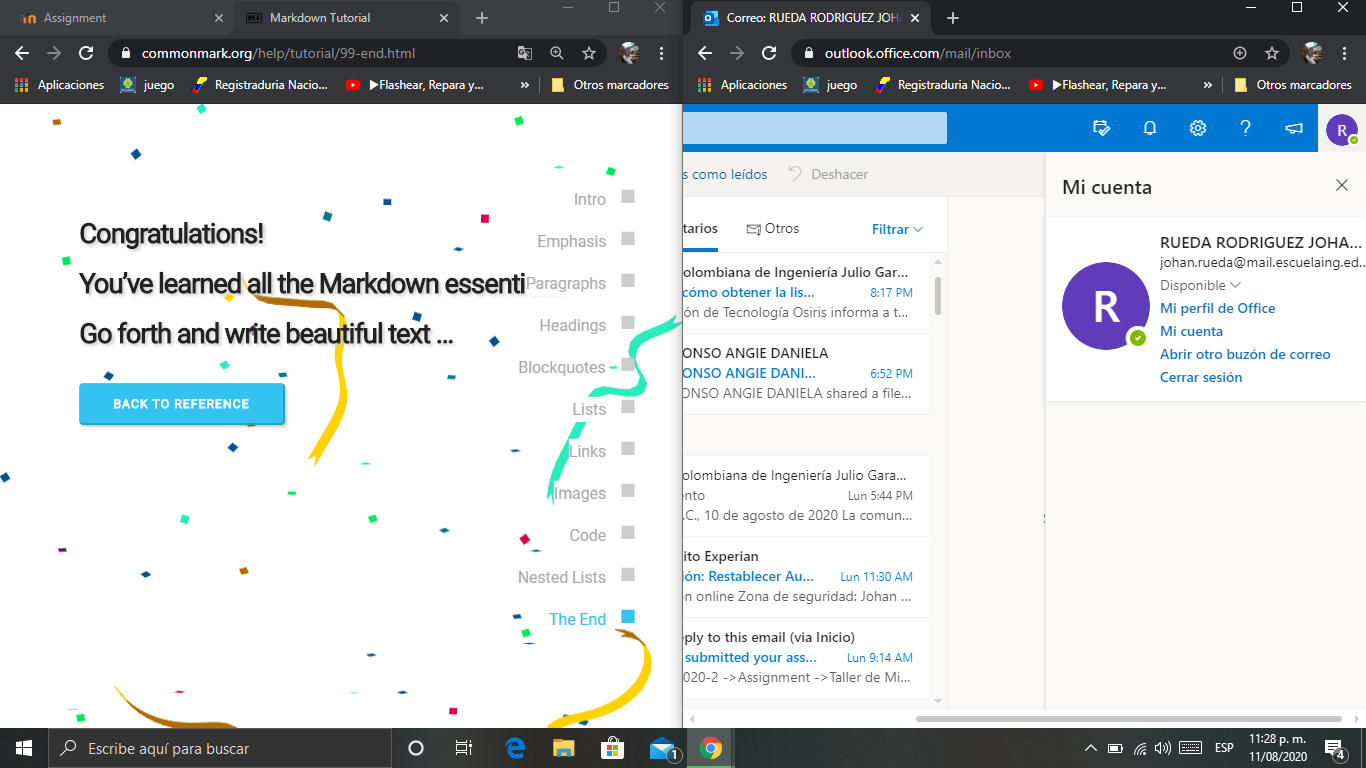 Assignment
Markdown Tutorial
commonmark.org/help/tutorial/99-end.html
Aplicaciones
juego
Registraduria Nacio...
▶Flashear, Repara y...
»
Otros marcadores
Congratulations!
You've learned all the Markdown essenti
Go forth and write beautiful text ...
BACK TO REFERENCE
Intro
Emphasis
Paragraphs
Headings
Blockquotes
Lists
Links
Images
Code
Nested Lists
The End
Correo: RUEDA RODRIGUEZ JOHA
outlook.office.com/mail/inbox
Aplicaciones
juego
Registraduria Nacio...
▶Flashear, Repara y...
»
Otros marcadores
R
s como leídos
Deshacer
tarios
Otros
Filtrar
olombiana de Ingeniería Julio Gar...
cómo obtener la lis...
8:17 PM
ón de Tecnología Osiris informa a t...
ONSO ANGIE DANIELA
ONSO ANGIE DANI...
6:52 PM
ONSO ANGIE DANIELA shared a file...
olombiana de Ingeniería Julio Gara...
ento
Lun 5:44 PM
.C., 10 de agosto de 2020 La comun...
ito Experian
ión: Restablecer Au...
Lun 11:30 AM
ón online Zona de seguridad: Johan ...
eply to this email (via Inicio)
submitted your ass...
Lun 9:14 AM
020-2 ->Assignment ->Taller de Mi...
Mi cuenta
R
RUEDA RODRIGUEZ JOHA...
johan.rueda@mail.escuelaing.ed...
Disponible
Mi perfil de Office
Mi cuenta
Abrir otro buzón de correo
Cerrar sesión
Escribe aquí para buscar
1
ESP
11:28 p. m.
11/08/2020
4